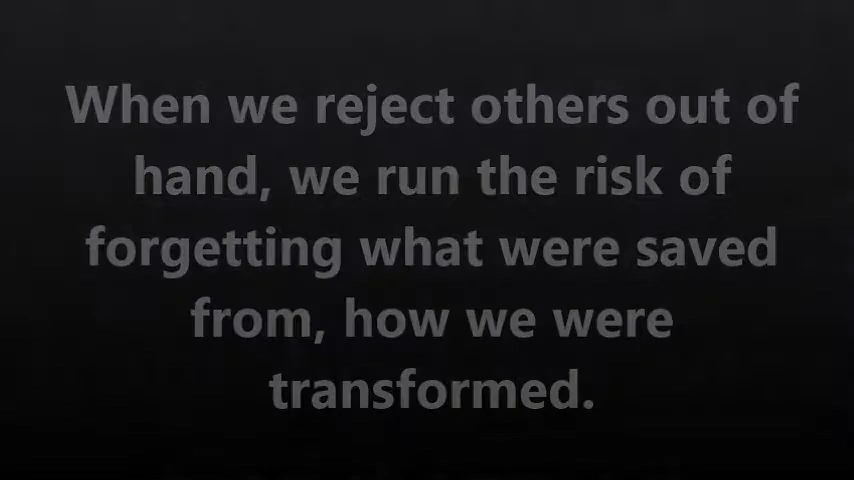 When we reject others out of
hand, we run the risk of
forgetting what were saved
from, how we were
transformed.